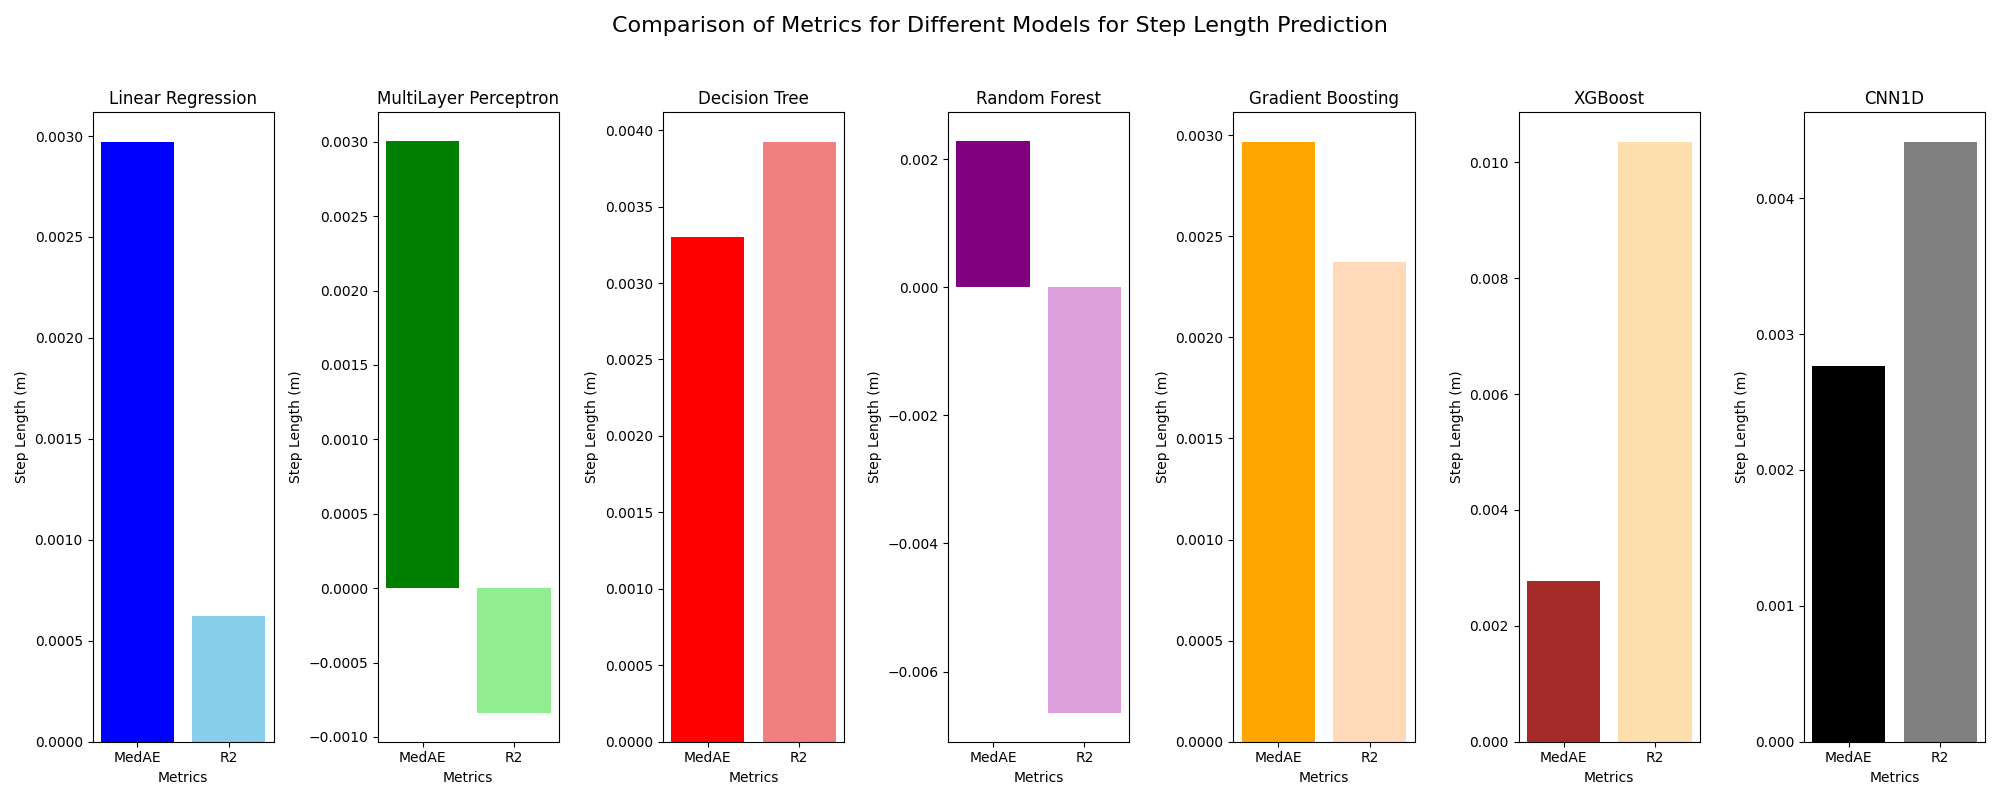 Comparison of Metrics for Different Models for Step Length Prediction
Linear Regression
0.0030
0.0025
0.0020
0.0015
0.0010
0.0005
0.0000
Step Length (m)
MedAE R2
Metrics
MultiLayer Perceptron
0.0030
0.0025
0.0020
0.0015
0.0010
0.0005
0.0000
−0.0005
−0.0010
Step Length (m)
MedAE R2
Metrics
Decision Tree
0.0040
0.0035
0.0030
0.0025
0.0020
0.0015
0.0010
0.0005
0.0000
Step Length (m)
MedAE R2
Metrics
Random Forest
0.002
0.000
−0.002
−0.004
−0.006
Step Length (m)
MedAE R2
Metrics
Gradient Boosting
0.0030
0.0025
0.0020
0.0015
0.0010
0.0005
0.0000
Step Length (m)
MedAE R2
Metrics
XGBoost
0.010
0.008
0.006
0.004
0.002
0.000
Step Length (m)
MedAE R2
Metrics
CNN1D
0.004
0.003
0.002
0.001
0.000
Step Length (m)
MedAE R2
Metrics